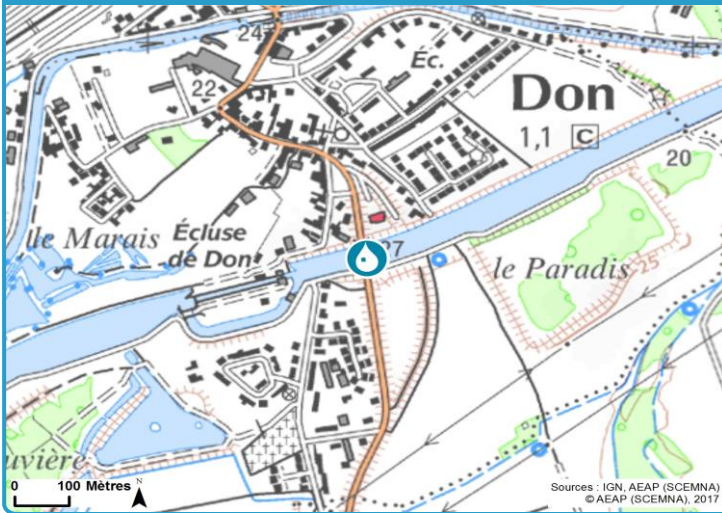 24
Éc.
22
Don
1,1 C
20
le Marais
Écluse
de Don
27
le Paradis
25
uvière
0 100 Mètres N
Sources : IGN, AEAP (SCEMNA)
© AEAP (SCEMNA), 2017